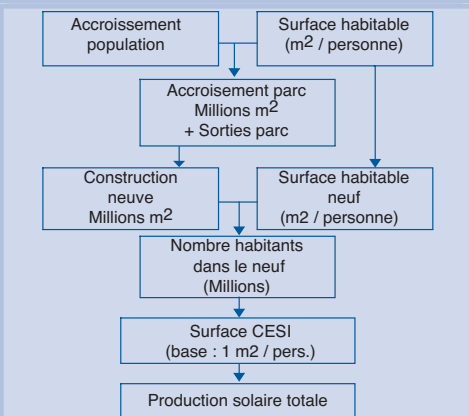 Accroissement
population
Surface habitable
(m2 / personne)
Accroisement parc
Millions m2
+ Sorties parc
Construction
neuve
Millions m2
Surface habitable
neuf
(m2 / personne)
Nombre habitants
dans le neuf
(Millions)
Surface CESI
(base : 1 m2 / pers.)
Production solaire totale